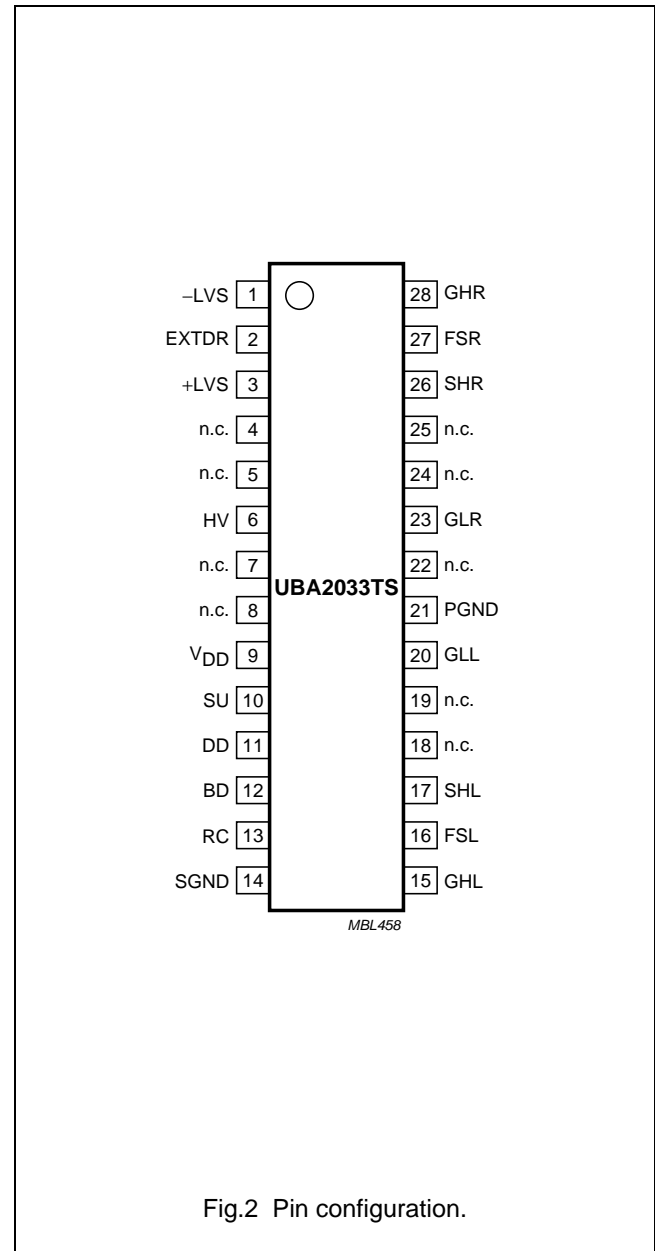 −LVS 1 28 GHR
EXTDR 2 27 FSR
+LVS 3 26 SHR
n.c. 4 25 n.c.
n.c. 5 24 n.c.
HV 6 23 GLR
n.c. 7 22 n.c.
UBA2033TS
n.c. 8 21 PGND
VDD 9 20 GLL
SU 10 19 n.c.
DD 11 18 n.c.
BD 12 17 SHL
RC 13 16 FSL
SGND 14 15 GHL
MBL458
Fig.2 Pin configuration.